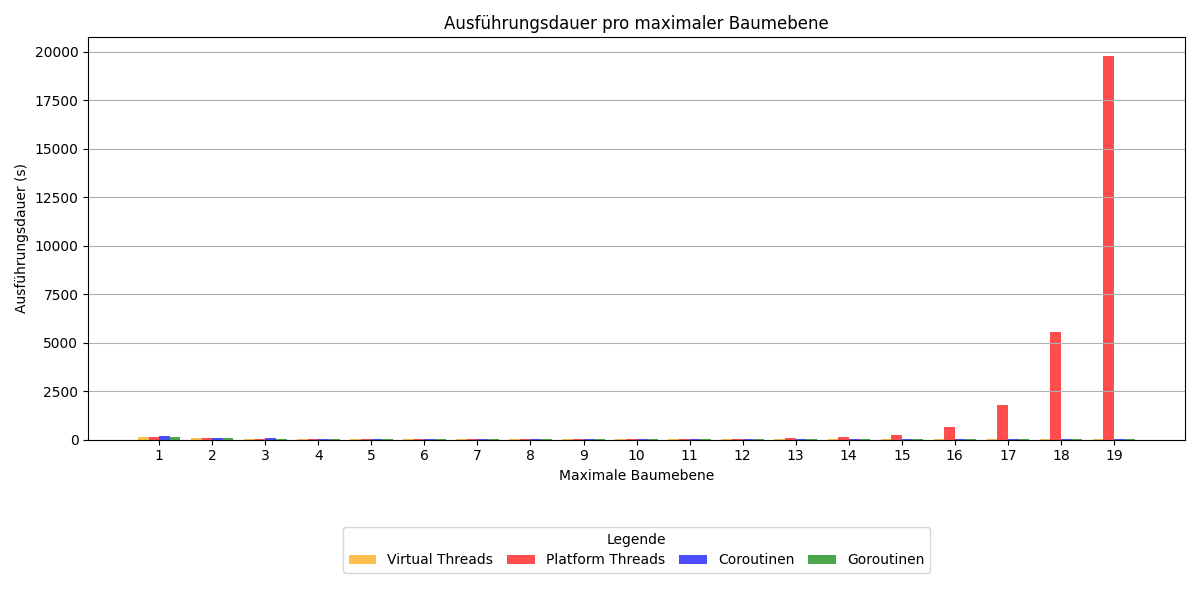 Ausführungsdauer pro maximaler Baumebene
Ausführungsdauer (s)
20000
17500
15000
12500
10000
7500
5000
2500
0
1 2 3 4 5 6 7 8 9 10 11 12 13 14 15 16 17 18 19
Maximale Baumebene
Legende
Virtual Threads Platform Threads Coroutinen Goroutinen